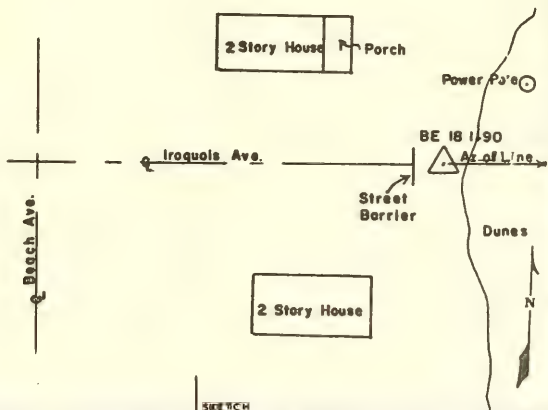 2 Story House
Porch
Power Pole
BE 18
Az of Line
℄ Iroquois Ave.
Street
Barrier
Beach Ave. ℄
Dunes
2 Story House
N
SKETCH